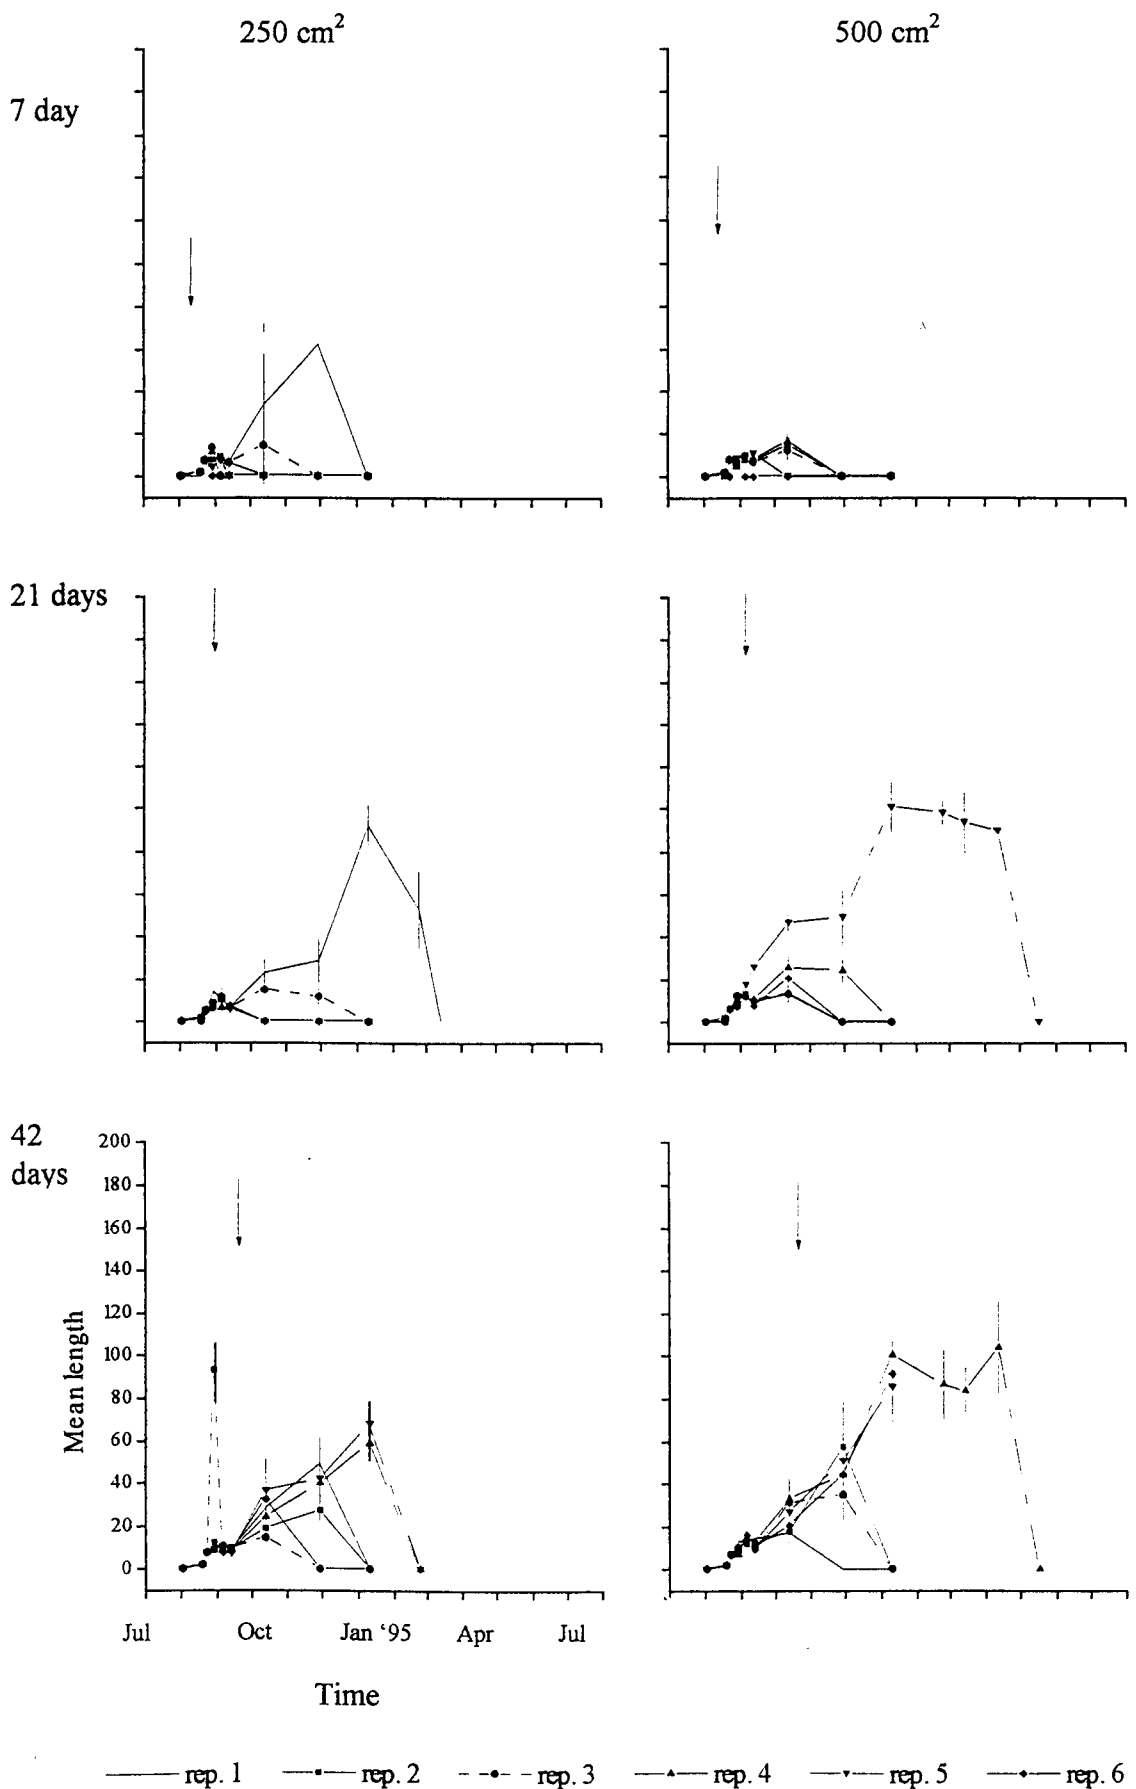 250 cm²
500 cm²
7 day
21 days
42
days
200
180
160
140
120
100
80
60
40
20
0
Mean length
Jul Oct Jan ‘95 Apr Jul
Time
rep. 1 rep. 2 rep. 3 rep. 4 rep. 5 rep. 6